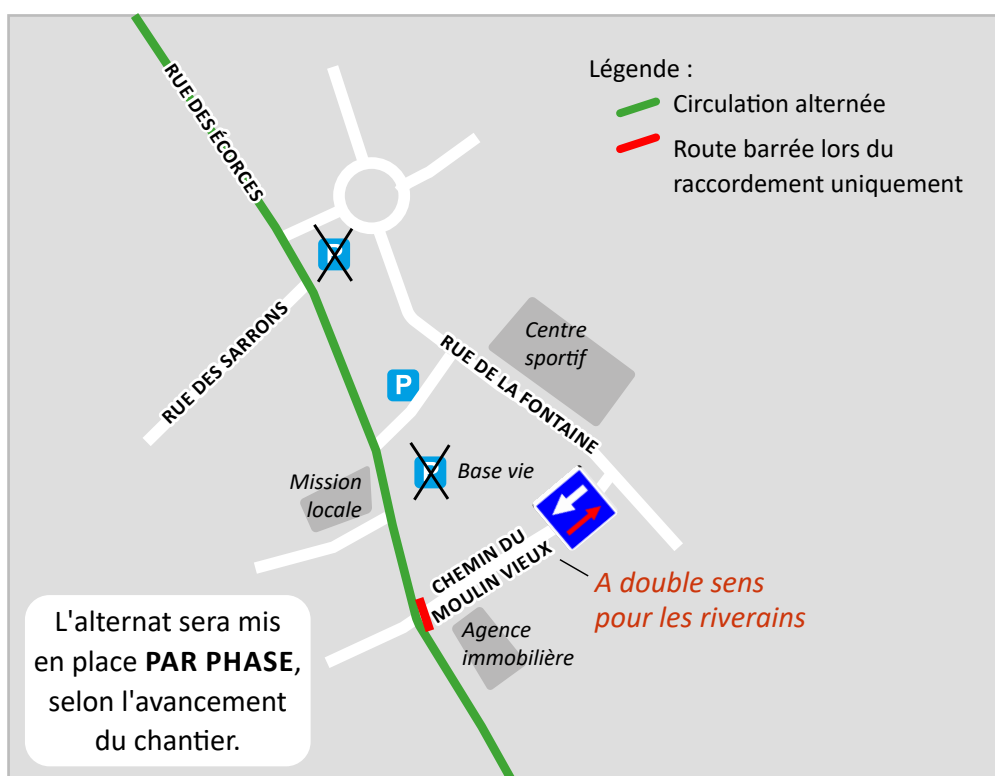 Légende :
Circulation alternée
Route barrée lors du
raccordement uniquement
RUE DES ÉCORCES
P
RUE DES SARRONS
Centre
sportif
RUE DE LA FONTAINE
P
Mission
locale
P
Base vie
CHEMIN DU
MOULIN VIEUX
A double sens
pour les riverains
Agence
immobilière
L'alternat sera mis
en place PAR PHASE,
selon l'avancement
du chantier.